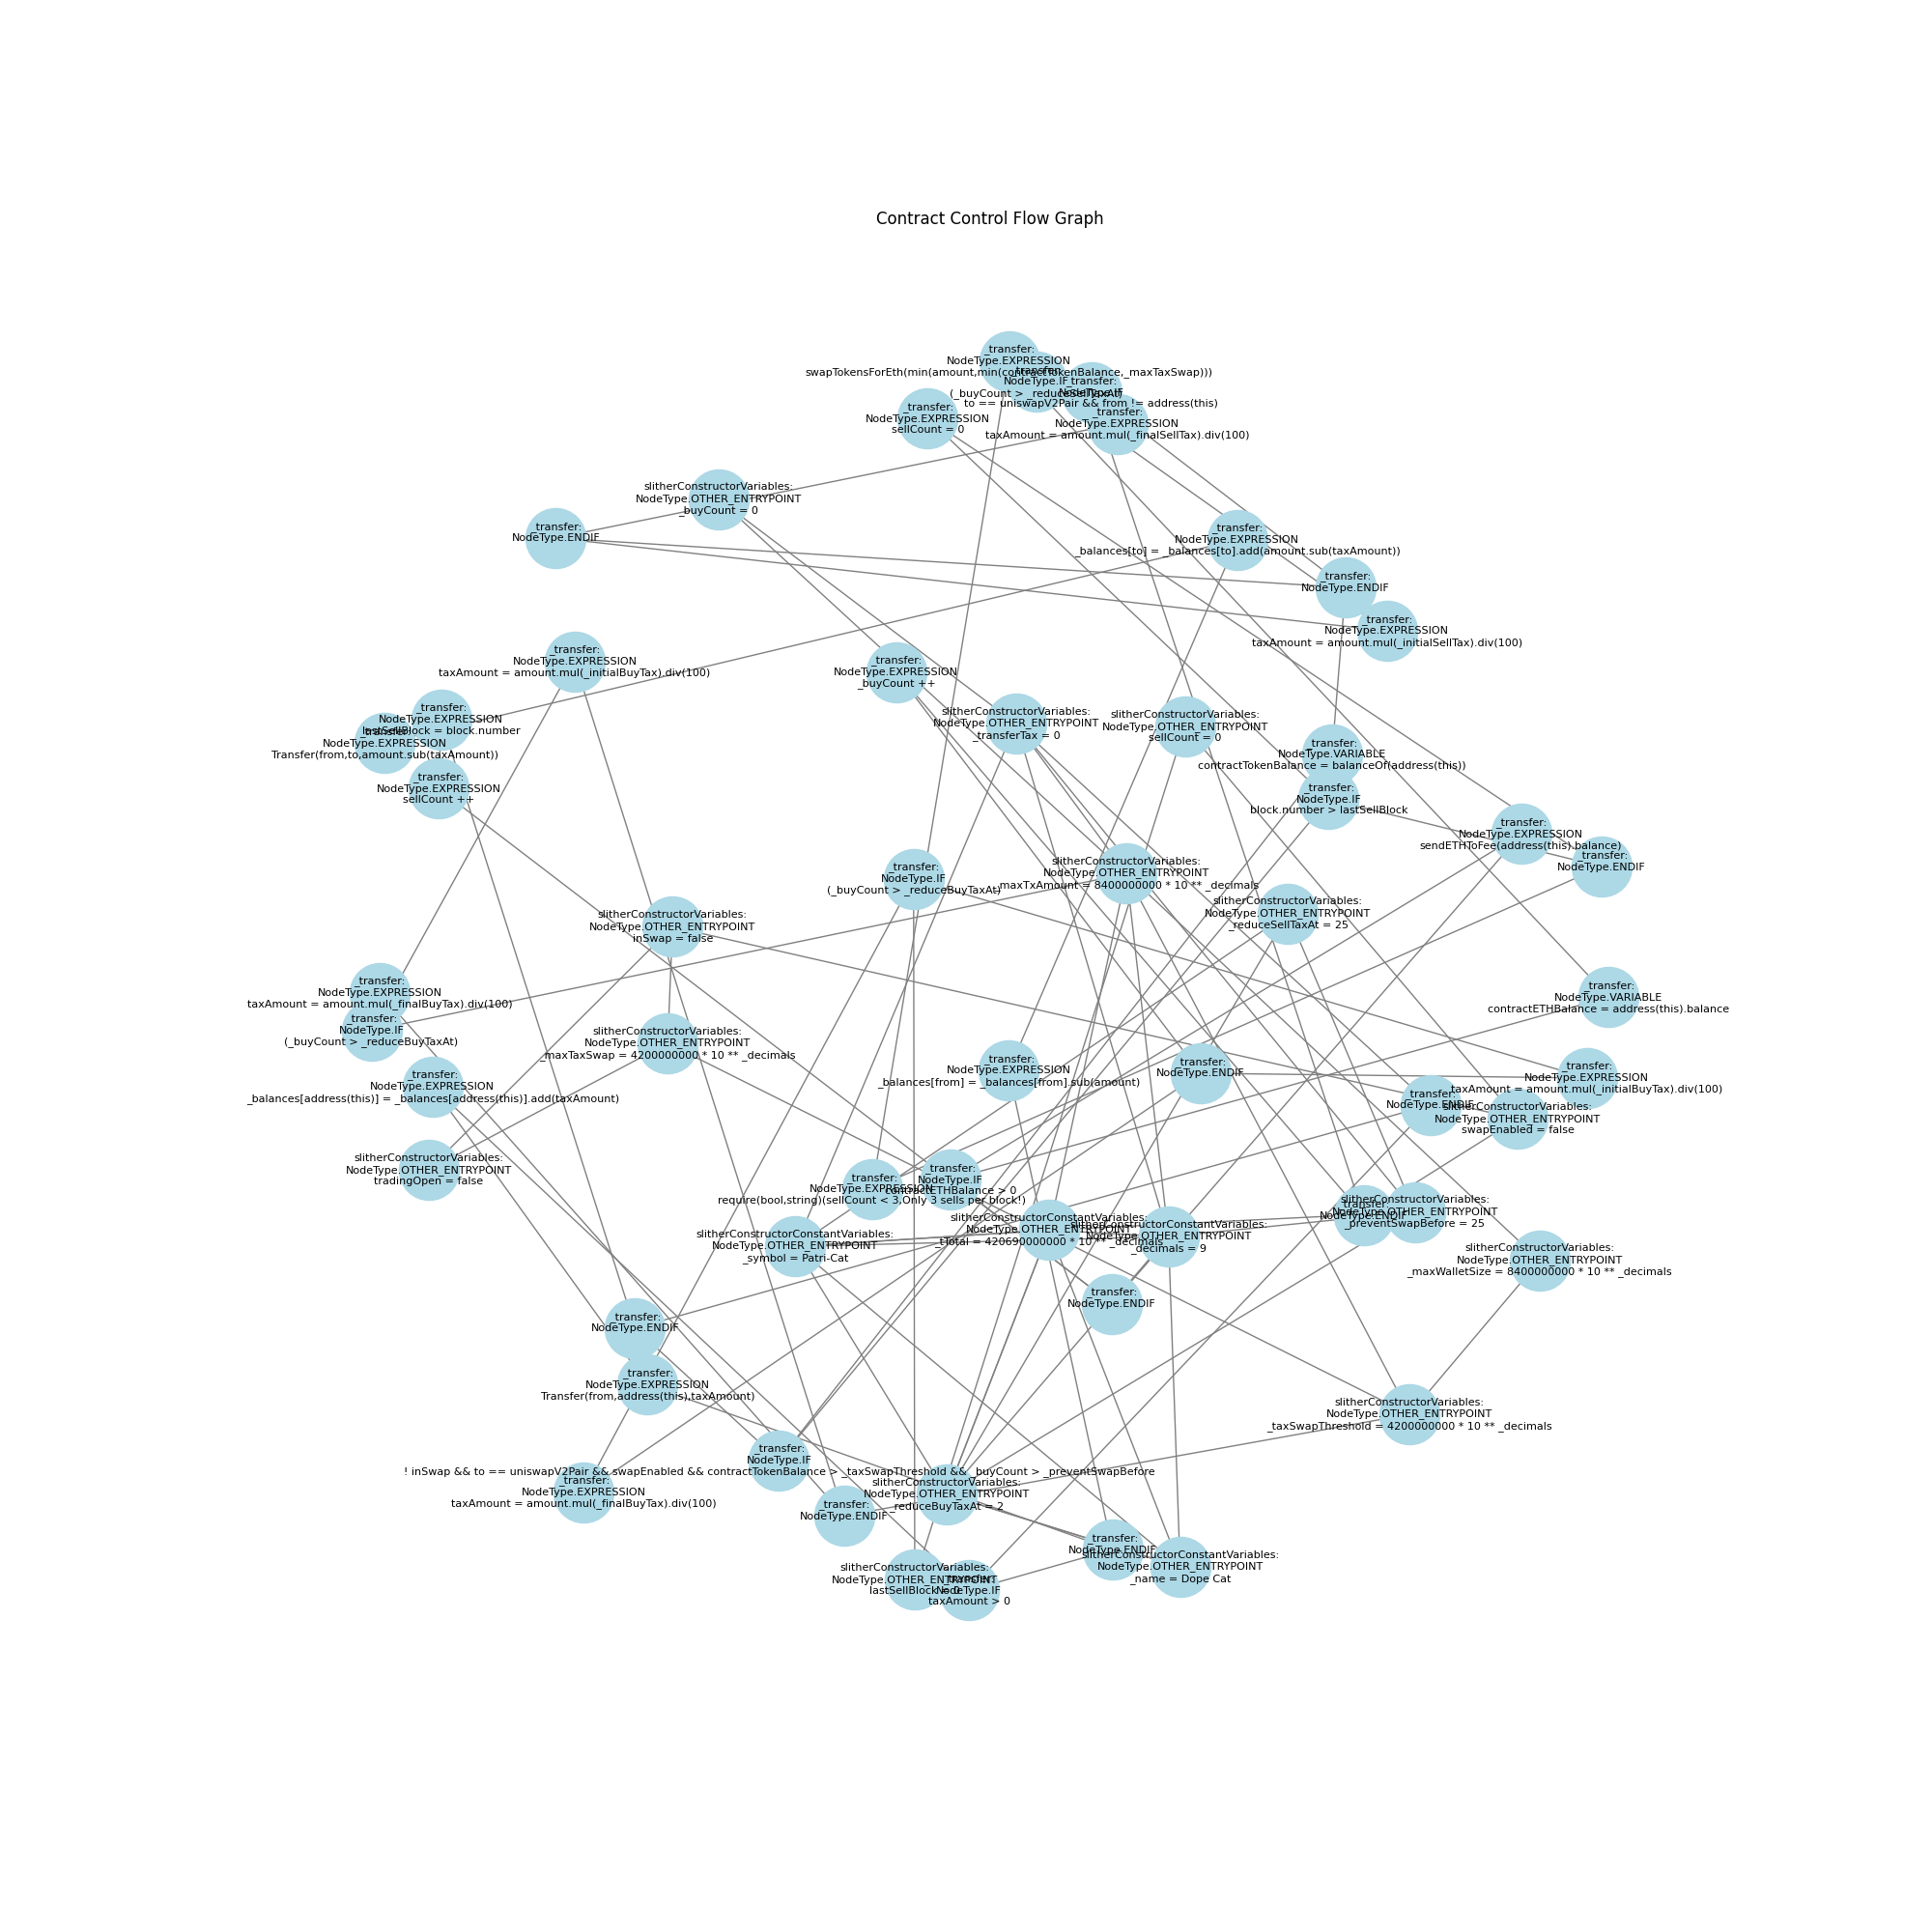 Contract Control Flow Graph
_transfer:
NodeType.EXPRESSION
swapTokensForEth(min(amount,min(contractTokenBalance,_maxTaxSwap)))
_transfer:
NodeType.IF
(_buyCount > _reduceSellTaxAt)
_transfer:
NodeType.IF
to == uniswapV2Pair && from != address(this)
_transfer:
NodeType.EXPRESSION
sellCount = 0
_transfer:
NodeType.EXPRESSION
taxAmount = amount.mul(_finalSellTax).div(100)
slitherConstructorVariables:
NodeType.OTHER_ENTRYPOINT
_buyCount = 0
_transfer:
NodeType.ENDIF
_transfer:
NodeType.EXPRESSION
_balances[to] = _balances[to].add(amount.sub(taxAmount))
_transfer:
NodeType.ENDIF
_transfer:
NodeType.EXPRESSION
taxAmount = amount.mul(_initialSellTax).div(100)
_transfer:
NodeType.EXPRESSION
taxAmount = amount.mul(_initialBuyTax).div(100)
_transfer:
NodeType.EXPRESSION
_buyCount ++
_transfer:
NodeType.EXPRESSION
lastSellBlock = block.number
_transfer:
NodeType.EXPRESSION
Transfer(from,to,amount.sub(taxAmount))
slitherConstructorVariables:
NodeType.OTHER_ENTRYPOINT
_transferTax = 0
slitherConstructorVariables:
NodeType.OTHER_ENTRYPOINT
sellCount = 0
_transfer:
NodeType.VARIABLE
contractTokenBalance = balanceOf(address(this))
_transfer:
NodeType.EXPRESSION
sellCount ++
_transfer:
NodeType.IF
block.number > lastSellBlock
_transfer:
NodeType.EXPRESSION
sendETHToFee(address(this).balance)
_transfer:
NodeType.ENDIF
_transfer:
NodeType.IF
(_buyCount > _reduceBuyTaxAt)
slitherConstructorVariables:
NodeType.OTHER_ENTRYPOINT
_maxTxAmount = 8400000000 * 10 ** _decimals
slitherConstructorVariables:
NodeType.OTHER_ENTRYPOINT
_reduceSellTaxAt = 25
slitherConstructorVariables:
NodeType.OTHER_ENTRYPOINT
inSwap = false
_transfer:
NodeType.EXPRESSION
taxAmount = amount.mul(_finalBuyTax).div(100)
_transfer:
NodeType.VARIABLE
contractETHBalance = address(this).balance
_transfer:
NodeType.IF
(_buyCount > _reduceBuyTaxAt)
slitherConstructorVariables:
NodeType.OTHER_ENTRYPOINT
_maxTaxSwap = 4200000000 * 10 ** _decimals
_transfer:
NodeType.EXPRESSION
_balances[from] = _balances[from].sub(amount)
_transfer:
NodeType.ENDIF
_transfer:
NodeType.EXPRESSION
taxAmount = amount.mul(_initialBuyTax).div(100)
_transfer:
NodeType.EXPRESSION
_balances[address(this)] = _balances[address(this)].add(taxAmount)
_transfer:
NodeType.ENDIF
slitherConstructorVariables:
NodeType.OTHER_ENTRYPOINT
swapEnabled = false
slitherConstructorVariables:
NodeType.OTHER_ENTRYPOINT
tradingOpen = false
_transfer:
NodeType.IF
contractETHBalance > 0
_transfer:
NodeType.EXPRESSION
require(bool,string)(sellCount < 3,Only 3 sells per block!)
slitherConstructorConstantVariables:
NodeType.OTHER_ENTRYPOINT
_symbol = Patri-Cat
slitherConstructorConstantVariables:
NodeType.OTHER_ENTRYPOINT
_tTotal = 420690000000 * 10 ** _decimals
slitherConstructorConstantVariables:
NodeType.OTHER_ENTRYPOINT
_decimals = 9
_transfer:
NodeType.ENDIF
slitherConstructorVariables:
NodeType.OTHER_ENTRYPOINT
_preventSwapBefore = 25
slitherConstructorVariables:
NodeType.OTHER_ENTRYPOINT
_maxWalletSize = 8400000000 * 10 ** _decimals
_transfer:
NodeType.ENDIF
_transfer:
NodeType.ENDIF
_transfer:
NodeType.EXPRESSION
Transfer(from,address(this),taxAmount)
slitherConstructorVariables:
NodeType.OTHER_ENTRYPOINT
_taxSwapThreshold = 4200000000 * 10 ** _decimals
_transfer:
NodeType.IF
! inSwap && to == uniswapV2Pair && swapEnabled && contractTokenBalance > _taxSwapThreshold && _buyCount > _preventSwapBefore
_transfer:
NodeType.EXPRESSION
taxAmount = amount.mul(_finalBuyTax).div(100)
slitherConstructorVariables:
NodeType.OTHER_ENTRYPOINT
_reduceBuyTaxAt = 2
_transfer:
NodeType.ENDIF
_transfer:
NodeType.ENDIF
slitherConstructorConstantVariables:
NodeType.OTHER_ENTRYPOINT
_name = Dope Cat
slitherConstructorVariables:
NodeType.OTHER_ENTRYPOINT
lastSellBlock = 0
_transfer:
NodeType.IF
taxAmount > 0